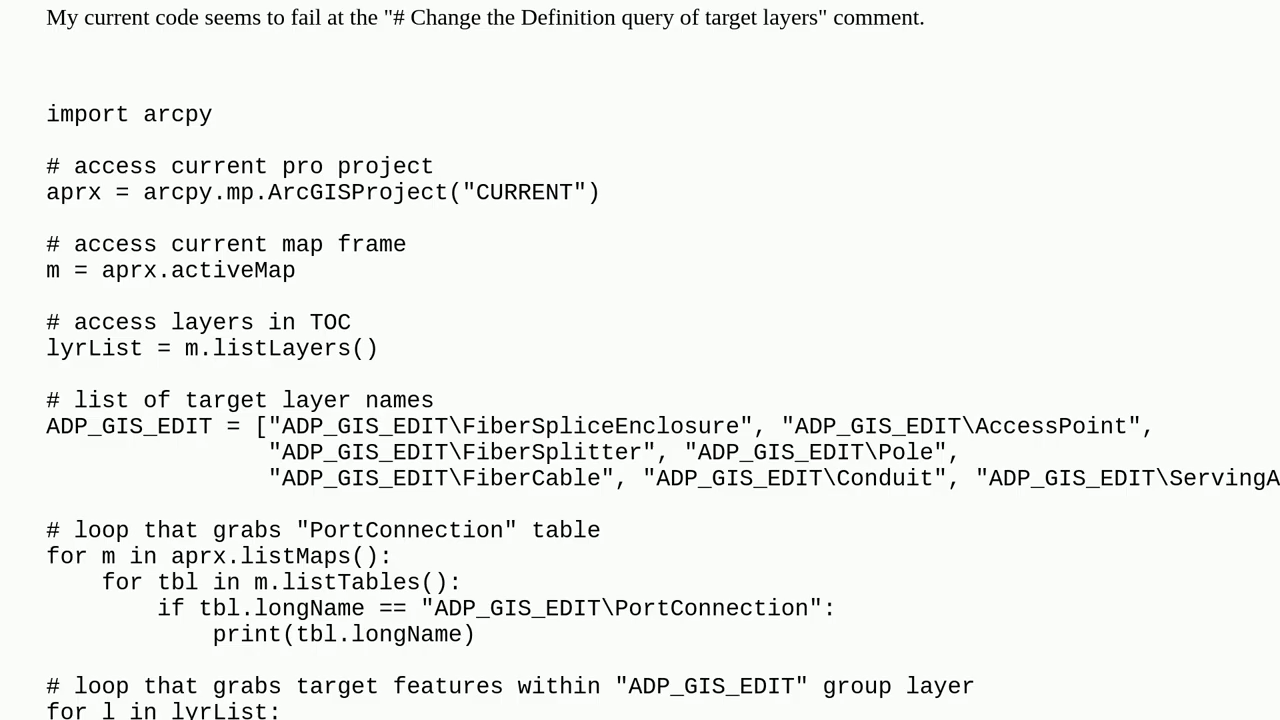 My current code seems to fail at the "# Change the Definition query of target layers" comment.
import arcpy
# access current pro project
aprx = arcpy.mp.ArcGISProject("CURRENT")
# access current map frame
m = aprx.activeMap
# access layers in TOC
lyrList = m.listLayers()
# list of target layer names
ADP_GIS_EDIT = ["ADP_GIS_EDIT\FiberSpliceEnclosure", "ADP_GIS_EDIT\AccessPoint",
"ADP_GIS_EDIT\FiberSplitter", "ADP_GIS_EDIT\Pole",
"ADP_GIS_EDIT\FiberCable", "ADP_GIS_EDIT\Conduit", "ADP_GIS_EDIT\ServingA
# loop that grabs "PortConnection" table
for m in aprx.listMaps():
    for tbl in m.listTables():
        if tbl.longName == "ADP_GIS_EDIT\PortConnection":
            print(tbl.longName)
# loop that grabs target features within "ADP_GIS_EDIT" group layer
for l in lyrList: